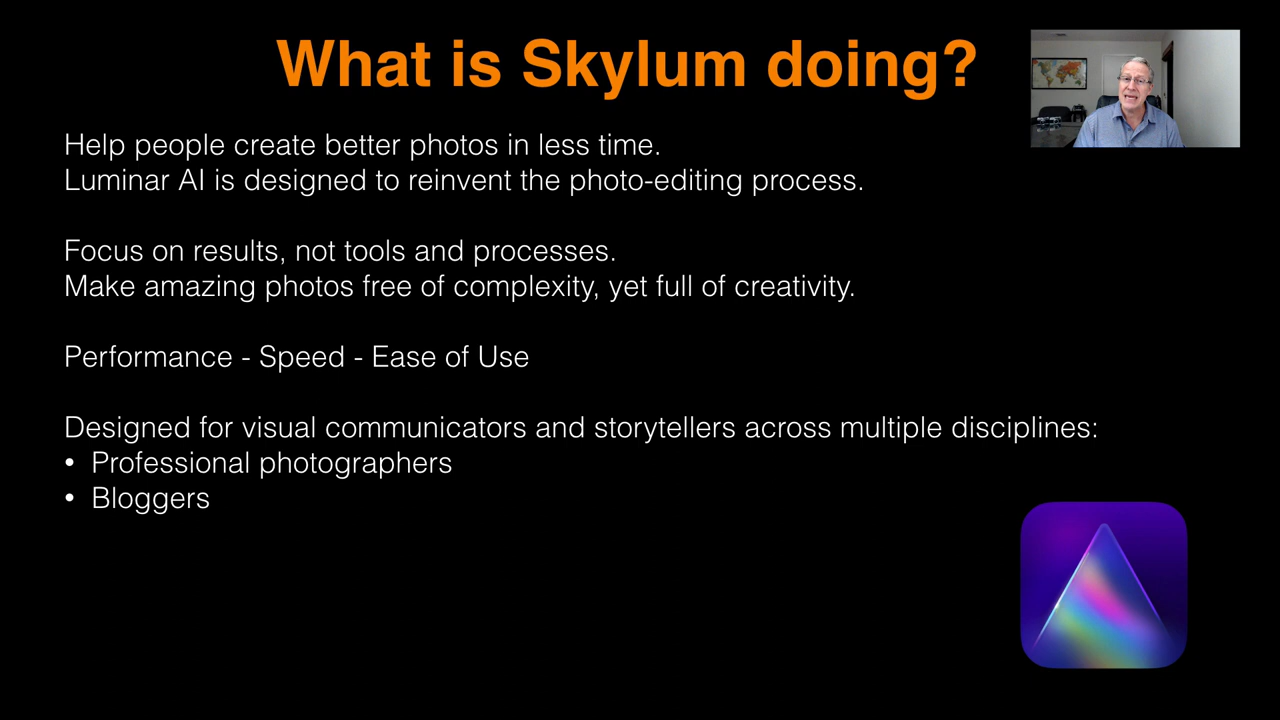 What is Skylum doing?
Help people create better photos in less time.
Luminar AI is designed to reinvent the photo-editing process.
Focus on results, not tools and processes.
Make amazing photos free of complexity, yet full of creativity.
Performance - Speed - Ease of Use
Designed for visual communicators and storytellers across multiple disciplines:
• Professional photographers
• Bloggers